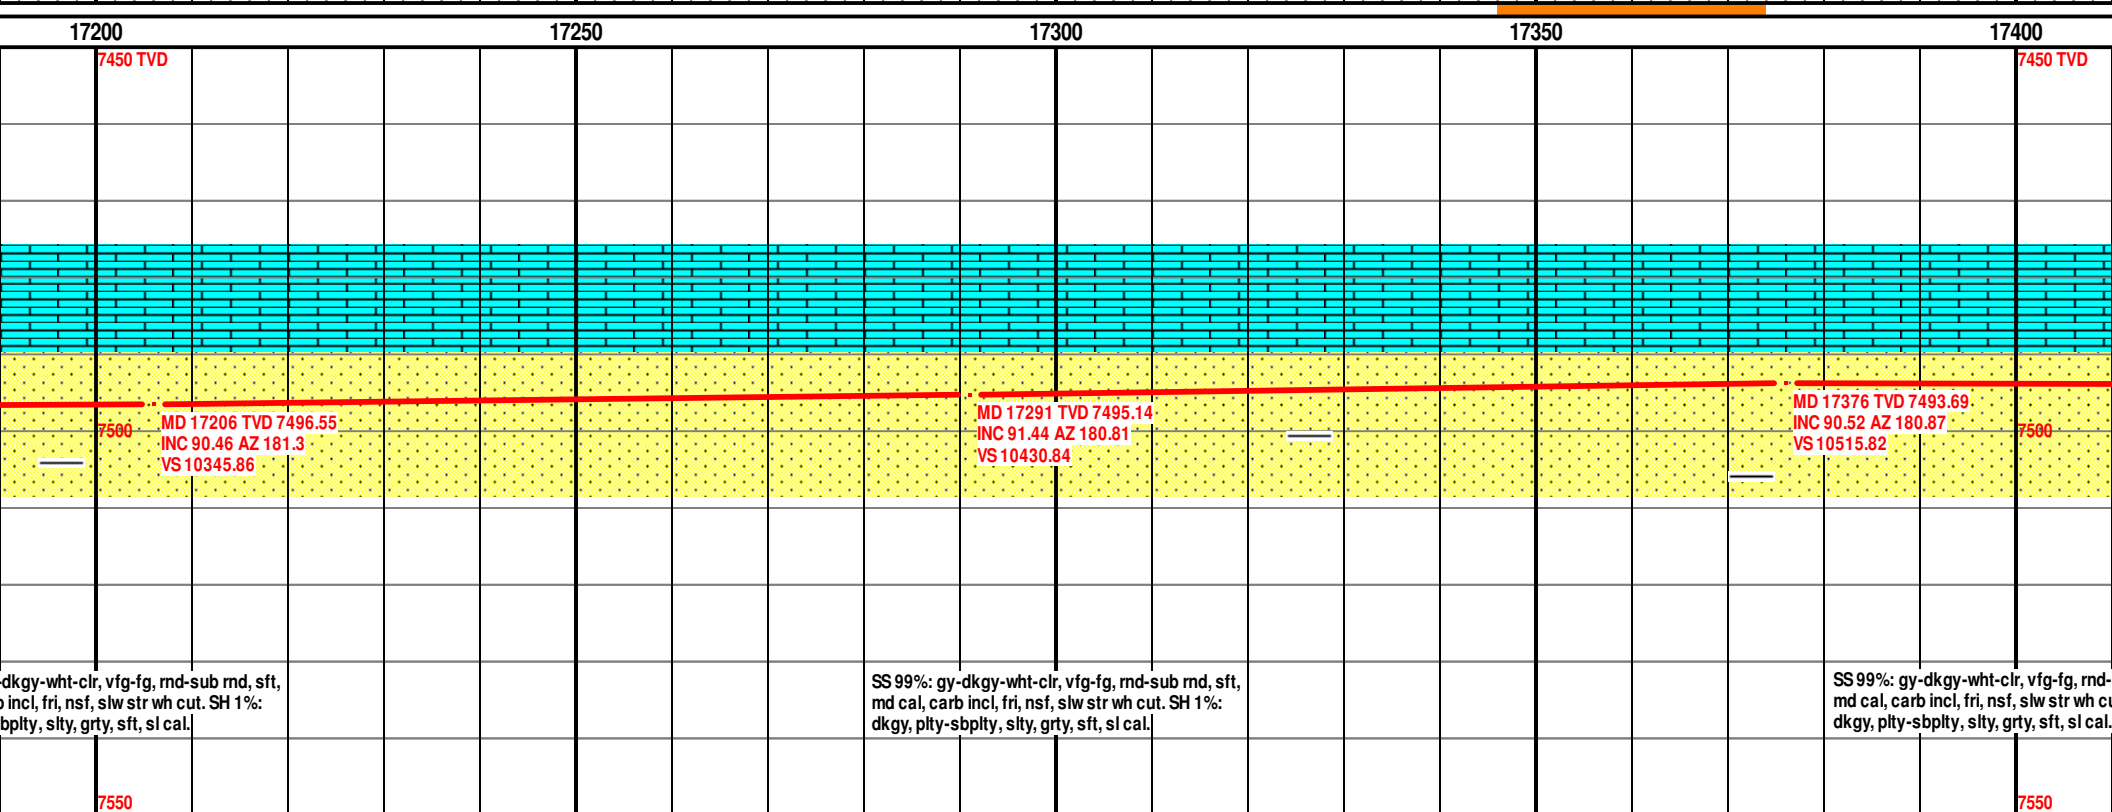 17200 17250 17300 17350 17400
7450 TVD 7450 TVD
MD 17206 TVD 7496.55
INC 90.46 AZ 181.3
VS 10345.86
MD 17291 TVD 7495.14
INC 91.44 AZ 180.81
VS 10430.84
MD 17376 TVD 7493.69
INC 90.52 AZ 180.87
VS 10515.82
7500 7500
-dkgy-wht-clr, vfg-fg, rnd-sub rnd, sft,
incl, fri, nsf, slw str wh cut. SH 1%:
sbplty, slty, grty, sft, sl cal.
SS 99%: gy-dkgy-wht-clr, vfg-fg, rnd-sub rnd, sft,
md cal, carb incl, fri, nsf, slw str wh cut. SH 1%:
dkgy, plty-sbplty, slty, grty, sft, sl cal.
SS 99%: gy-dkgy-wht-clr, vfg-fg, rnd-
md cal, carb incl, fri, nsf, slw str wh
dkgy, plty-sbplty, slty, grty, sft, sl cal.
7550 7550